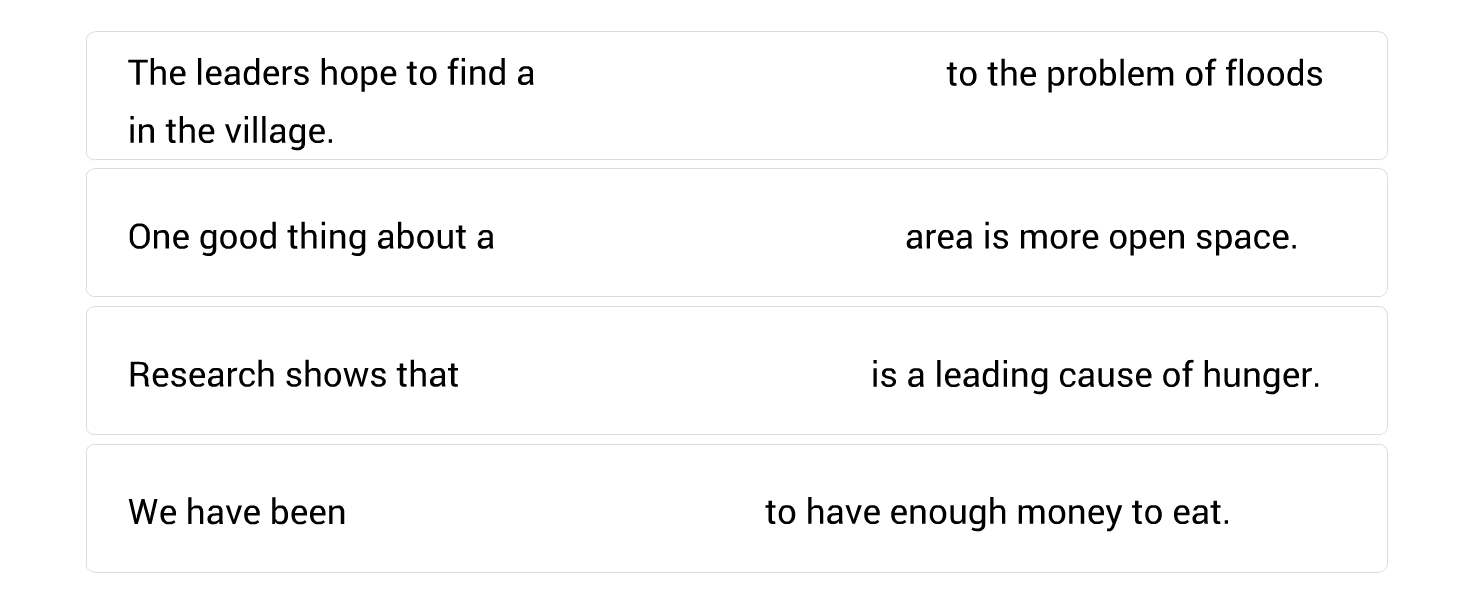 The leaders hope to find a to the problem of floods
in the village.
One good thing about a area is more open space.
Research shows that is a leading cause of hunger.
We have been to have enough money to eat.